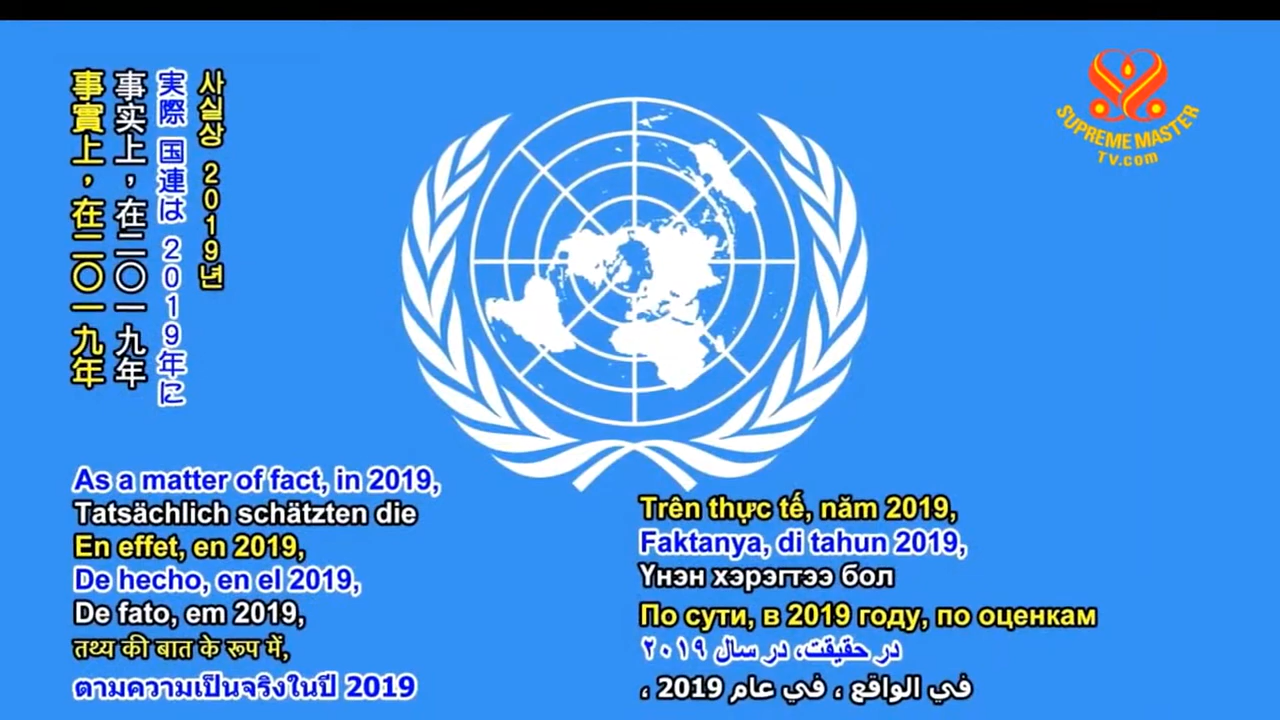 事實上，在二〇一九年
事实上，在二〇一九年
実際 国連は 2019年に
사실상 2019년
SUPREME MASTER
TV.com
As a matter of fact, in 2019,
Tatsächlich schätzten die
En effet, en 2019,
De hecho, en el 2019,
De fato, em 2019,
तथ्य की बात के रूप में,
ตามความเป็นจริงในปี 2019
Trên thực tế, năm 2019,
Faktanya, di tahun 2019,
Үнэн хэрэгтээ бол
По сути, в 2019 году, по оценкам
در حقیقت، در سال ۲۰۱۹
في الواقع ، في عام 2019 ،